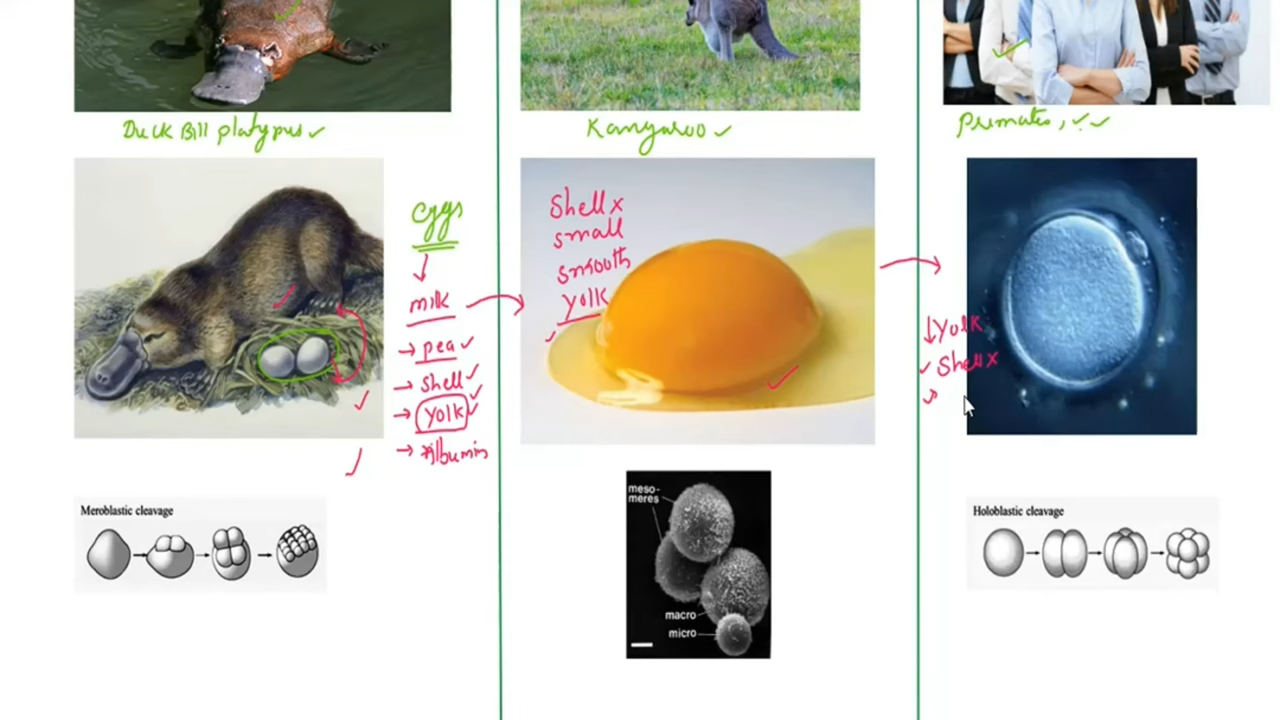 Duck Bill platypus ✓
Kangaroo ✓
Primates, ✓ ✓
eggs
↓
milk
→ pea ✓
→ shell ✓
→ yolk ✓
→ Albumin
Shell x
small
smooth
yolk
↓ Yolk
✓ Shell x
Meroblastic cleavage
meso-
meres
macro
micro
Holoblastic cleavage